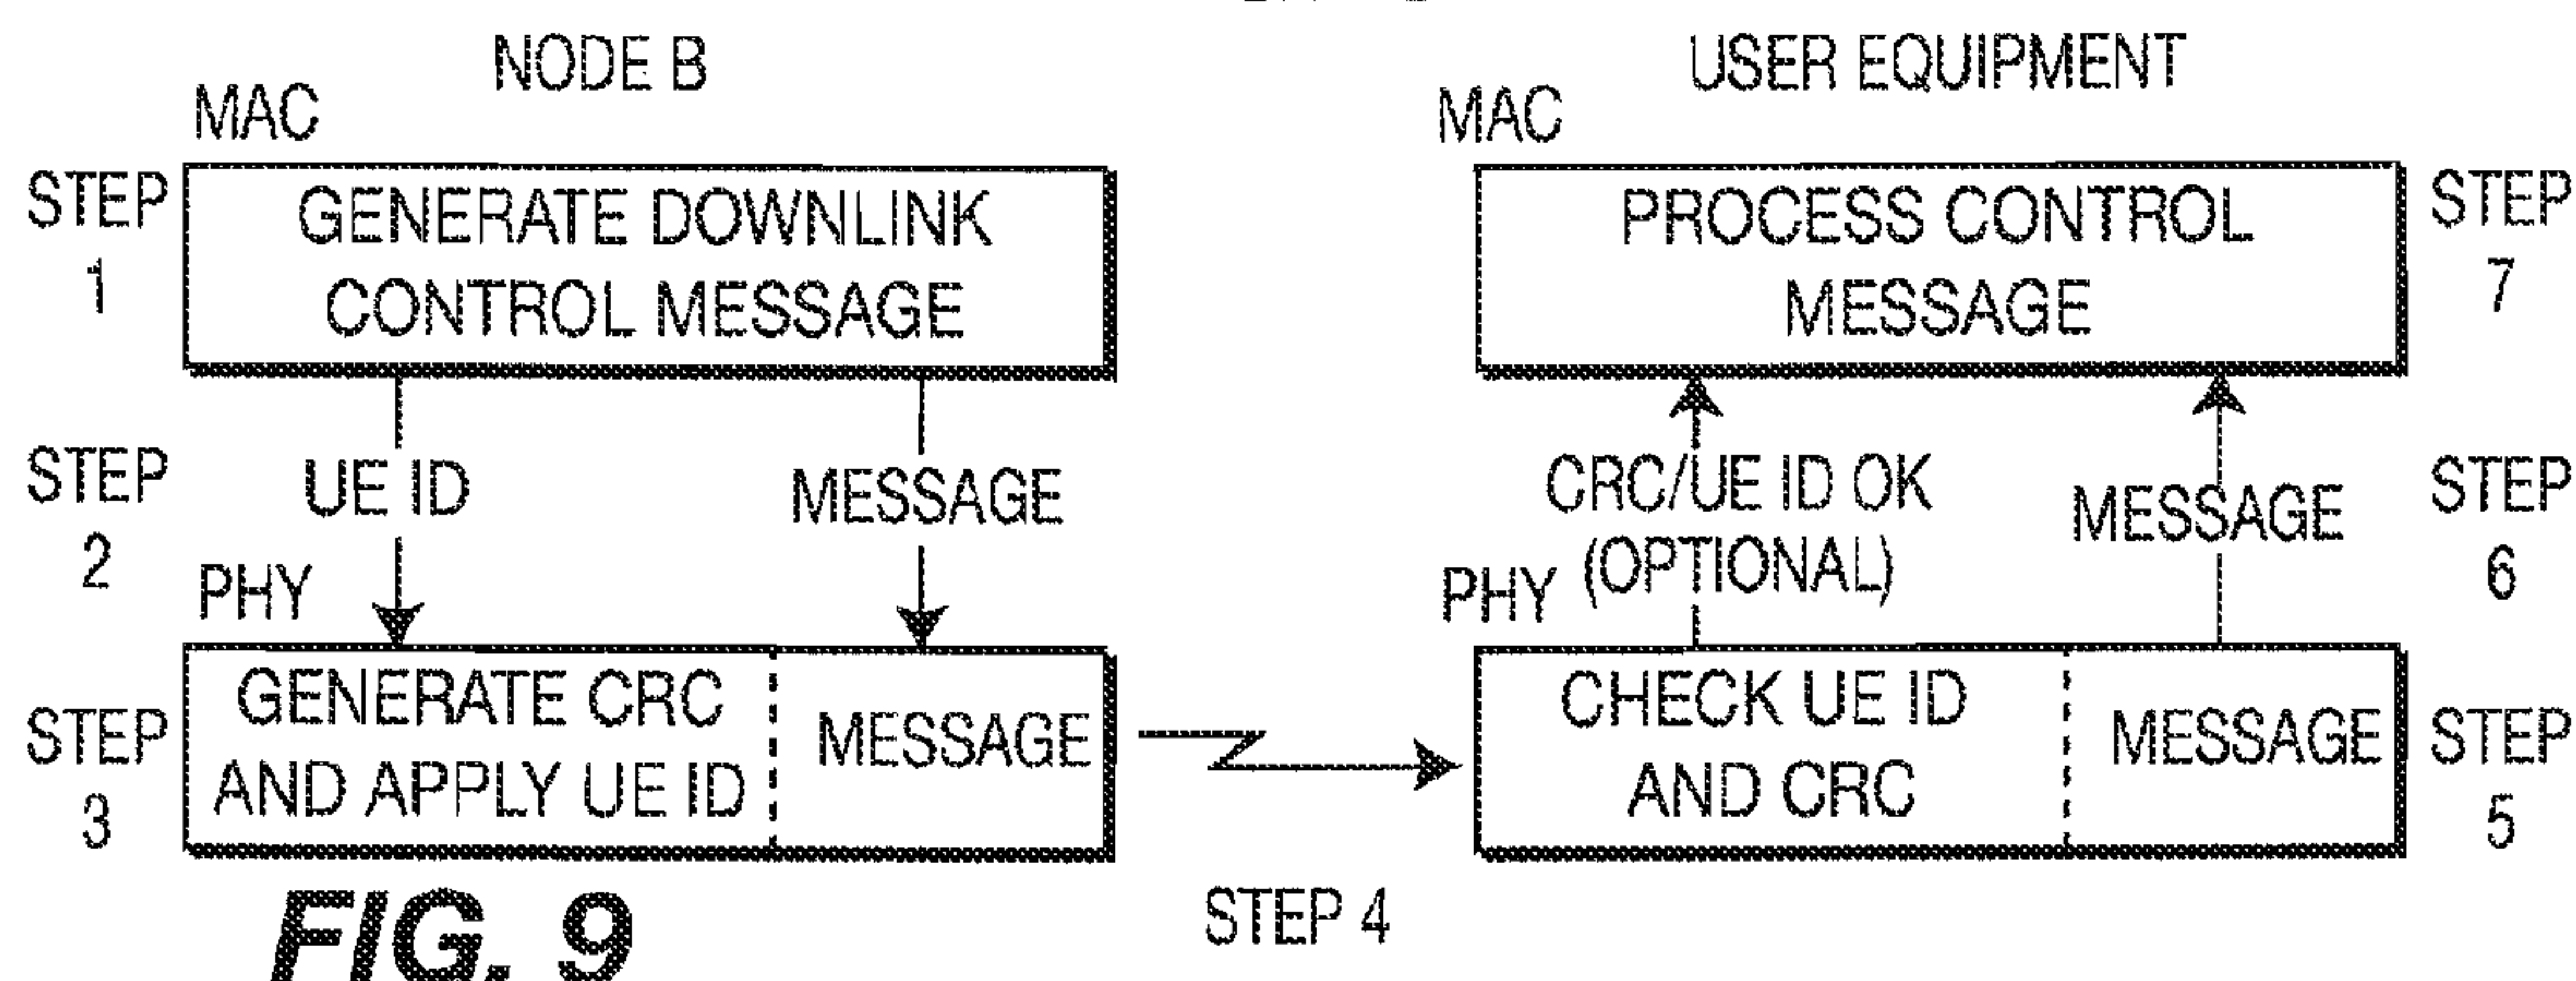 NODE B
MAC
STEP
1
GENERATE DOWNLINK
CONTROL MESSAGE
STEP
2
UE ID
MESSAGE
PHY
STEP
3
GENERATE CRC
AND APPLY UE ID
MESSAGE
STEP 4
USER EQUIPMENT
MAC
PROCESS CONTROL
MESSAGE
STEP
7
CRC/UE ID OK
(OPTIONAL)
MESSAGE
STEP
6
PHY
CHECK UE ID
AND CRC
MESSAGE
STEP
5
FIG. 9